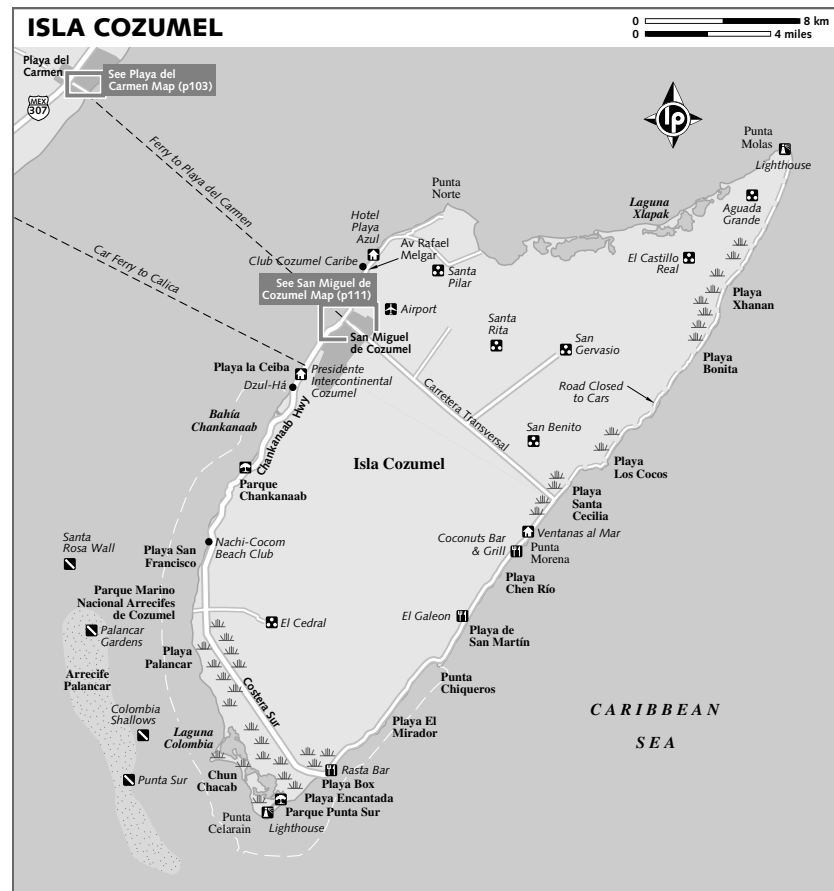 ISLA COZUMEL
0 8 km
0 4 miles
Playa del
Carmen
See Playa del
Carmen Map (p103)
MEX
307
lp
Punta
Molas
Lighthouse
Ferry to Playa del Carmen
Punta
Norte
Laguna
Xlapak
Aguada
Grande
Hotel
Playa
Azul
Av Rafael
Melgar
Car Ferry to Calica
Club Cozumel Caribe
Santa
Pilar
El Castillo
Real
See San Miguel de
Cozumel Map (p111)
Playa
Xhanan
Airport
Santa
Rita
San
Gervasio
San Miguel
de Cozumel
Playa
Bonita
Playa la Ceiba
Presidente
Intercontinental
Cozumel
Dzul-Há
Road Closed
to Cars
Carretera Transversal
Bahía
Chankanaab
Chankanaab Hwy
San Benito
Isla Cozumel
Playa
Los Cocos
Parque
Chankanaab
Playa
Santa
Cecilia
Santa
Rosa Wall
Playa San
Francisco
Nachi-Cocom
Beach Club
Coconuts Bar
& Grill
Ventanas al Mar
Punta
Morena
Playa
Chen Río
Parque Marino
Nacional Arrecifes
de Cozumel
El Cedral
El Galeon
Playa de
San Martín
Palancar
Gardens
Playa
Palancar
Arrecife
Palancar
Costera Sur
Punta
Chiqueros
Colombia
Shallows
Laguna
Colombia
Playa El
Mirador
CARIBBEAN
SEA
Punta Sur
Chun
Chacab
Rasta Bar
Playa Box
Playa Encantada
Parque Punta Sur
Punta
Celarain
Lighthouse